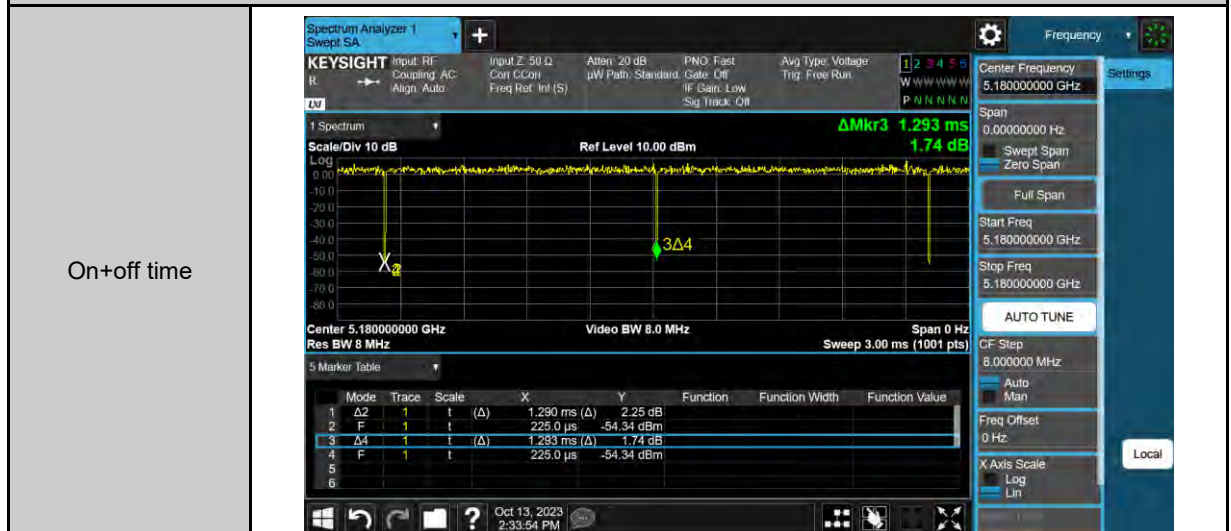 On+off time
Spectrum Analyzer 1
Swept SA
+
Frequency
KEYSIGHT
R
LXI
Input: RF
Coupling: AC
Align: Auto
Input Z: 50 Ω
Corr CCorr
Freq Ref: Int (S)
Atten: 20 dB
µW Path: Standard
PNO: Fast
Gate: Off
IF Gain: Low
Sig Track: Off
Avg Type: Voltage
Trig: Free Run
1 2 3 4 5 6
W W W W W W
P N N N N N
Center Frequency
5.180000000 GHz
Settings
Span
0.00000000 Hz
Swept Span
Zero Span
Full Span
Start Freq
5.180000000 GHz
Stop Freq
5.180000000 GHz
AUTO TUNE
CF Step
8.000000 MHz
Auto
Man
Freq Offset
0 Hz
X Axis Scale
Log
Lin
Local
1 Spectrum
ΔMkr3 1.293 ms
Scale/Div 10 dB
Ref Level 10.00 dBm
1.74 dB
Log
0.00
-10.0
-20.0
-30.0
-40.0
-50.0
-60.0
-70.0
-80.0
3Δ4
Center 5.180000000 GHz
Video BW 8.0 MHz
Span 0 Hz
Res BW 8 MHz
Sweep 3.00 ms (1001 pts)
5 Marker Table
Mode Trace Scale X Y Function Function Width Function Value
1 Δ2 1 t (Δ) 1.290 ms (Δ) 2.25 dB
2 F 1 t 225.0 µs -54.34 dBm
3 Δ4 1 t (Δ) 1.293 ms (Δ) 1.74 dB
4 F 1 t 225.0 µs -54.34 dBm
5
6
?
Oct 13, 2023
2:33:54 PM